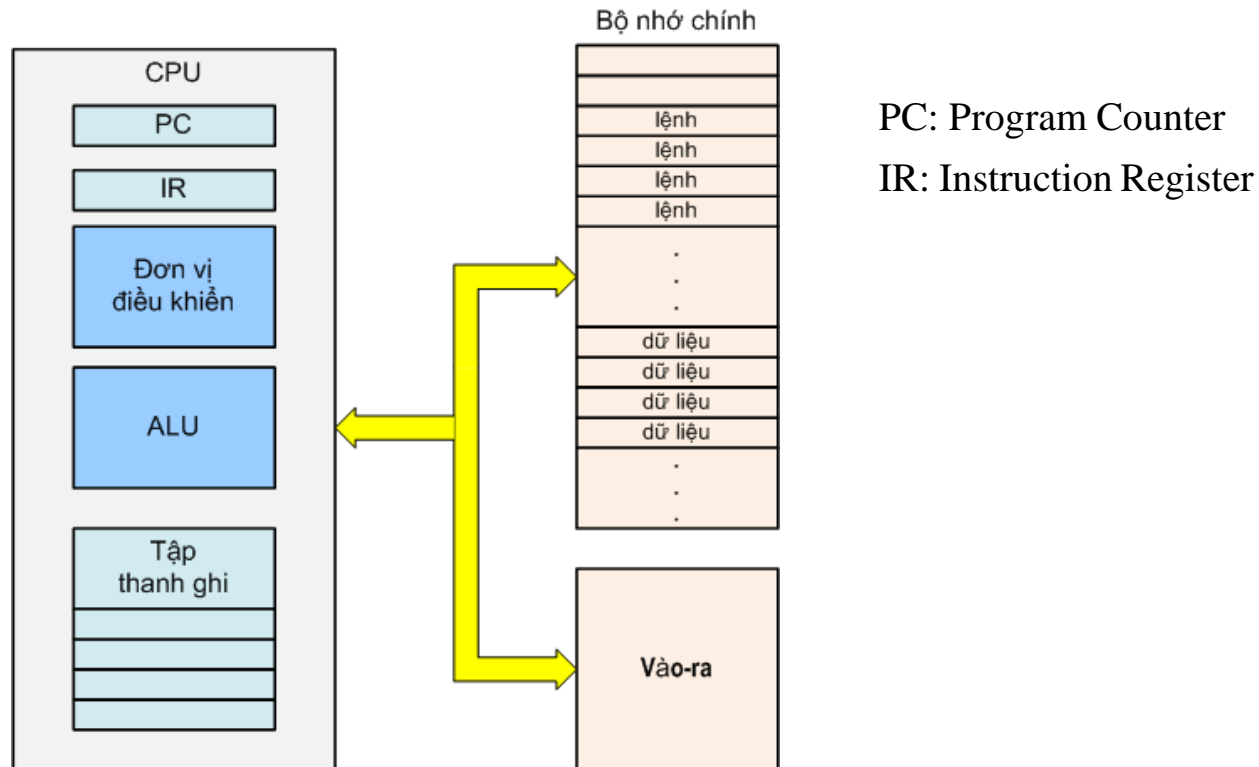 Bộ nhớ chính
CPU
PC
IR
Đơn vị
điều khiển
ALU
Tập
thanh ghi
lệnh
lệnh
lệnh
lệnh
.
.
.
dữ liệu
dữ liệu
dữ liệu
dữ liệu
.
.
.
Vào-ra
PC: Program Counter
IR: Instruction Register